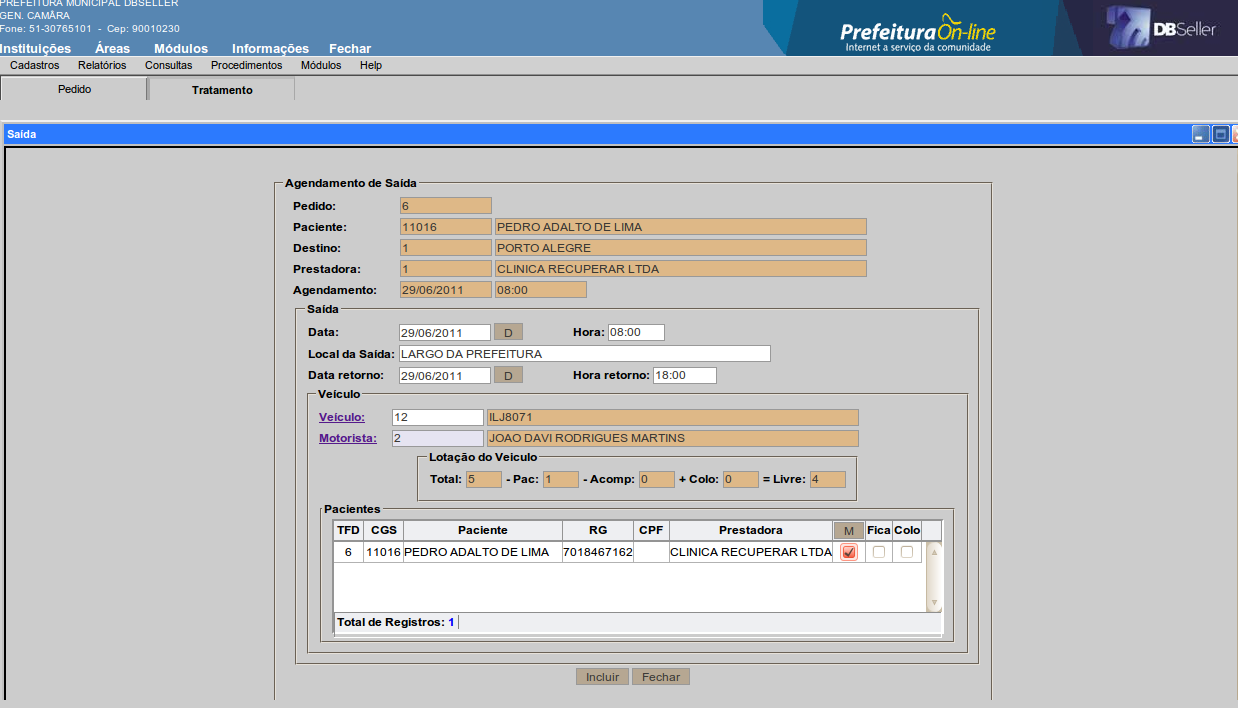 PREFEITURA MUNICIPAL DBSELLER
GEN. CAMÂRA
Fone: 51-30765101 - Cep: 90010230
PrefeituraOn-line
Internet a serviço da comunidade
DBSeller
Instituições Áreas Módulos Informações Fechar
Cadastros Relatórios Consultas Procedimentos Módulos Help
Pedido Tratamento
Saída
Agendamento de Saída
Pedido: 6
Paciente: 11016 PEDRO ADALTO DE LIMA
Destino: 1 PORTO ALEGRE
Prestadora: 1 CLINICA RECUPERAR LTDA
Agendamento: 29/06/2011 08:00
Saída
Data: 29/06/2011 D Hora: 08:00
Local da Saída: LARGO DA PREFEITURA
Data retorno: 29/06/2011 D Hora retorno: 18:00
Veículo
Veiculo: 12 ILJ8071
Motorista: 2 JOAO DAVI RODRIGUES MARTINS
Lotação do Veiculo
Total: 5 - Pac: 1 - Acomp: 0 + Colo: 0 = Livre: 4
Pacientes
TFD CGS Paciente RG CPF Prestadora M Fica Colo
6 11016 PEDRO ADALTO DE LIMA 7018467162 CLINICA RECUPERAR LTDA
Total de Registros: 1
Incluir Fechar